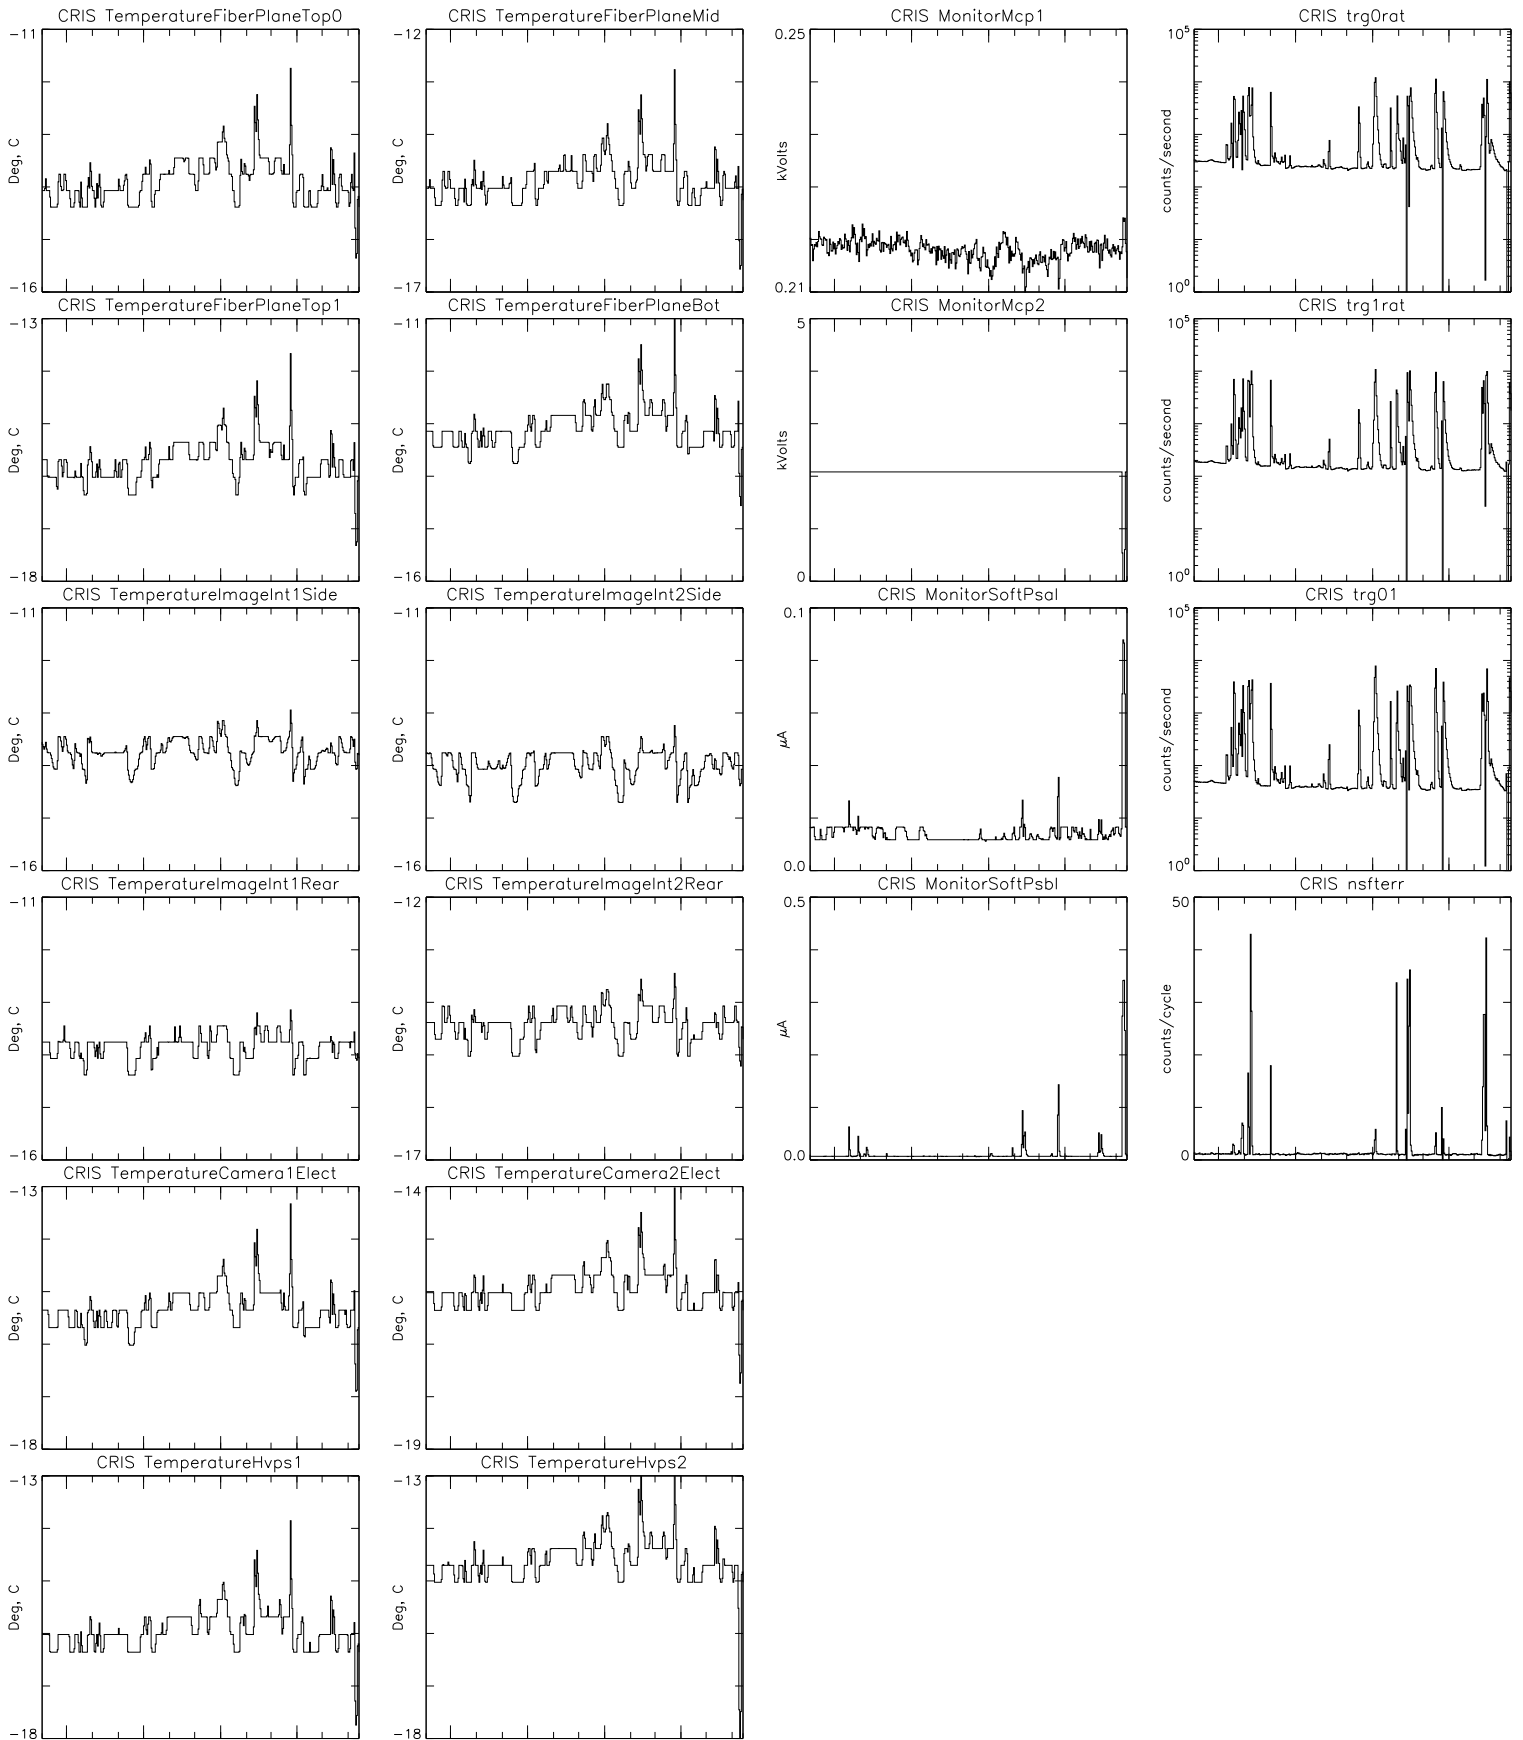 CRIS TemperatureFiberPlaneTop0
-11
Deg, C
-16
CRIS TemperatureFiberPlaneMid
-12
Deg, C
-17
CRIS MonitorMcp1
0.25
kVolts
0.21
CRIS trg0rat
10^5
counts/second
10^0
CRIS TemperatureFiberPlaneTop1
-13
Deg, C
-18
CRIS TemperatureFiberPlaneBot
-11
Deg, C
-16
CRIS MonitorMcp2
5
kVolts
0
CRIS trg1rat
10^5
counts/second
10^0
CRIS TemperatureImageInt1Side
-11
Deg, C
-16
CRIS TemperatureImageInt2Side
-11
Deg, C
-16
CRIS MonitorSoftPsaI
0.1
μA
0.0
CRIS trg01
10^5
counts/second
10^0
CRIS TemperatureImageInt1Rear
-11
Deg, C
-16
CRIS TemperatureImageInt2Rear
-12
Deg, C
-17
CRIS MonitorSoftPsbI
0.5
μA
0.0
CRIS nsfterr
50
counts/cycle
0
CRIS TemperatureCamera1Elect
-13
Deg, C
-18
CRIS TemperatureCamera2Elect
-14
Deg, C
-19
CRIS TemperatureHvps1
-13
Deg, C
-18
CRIS TemperatureHvps2
-13
Deg, C
-18